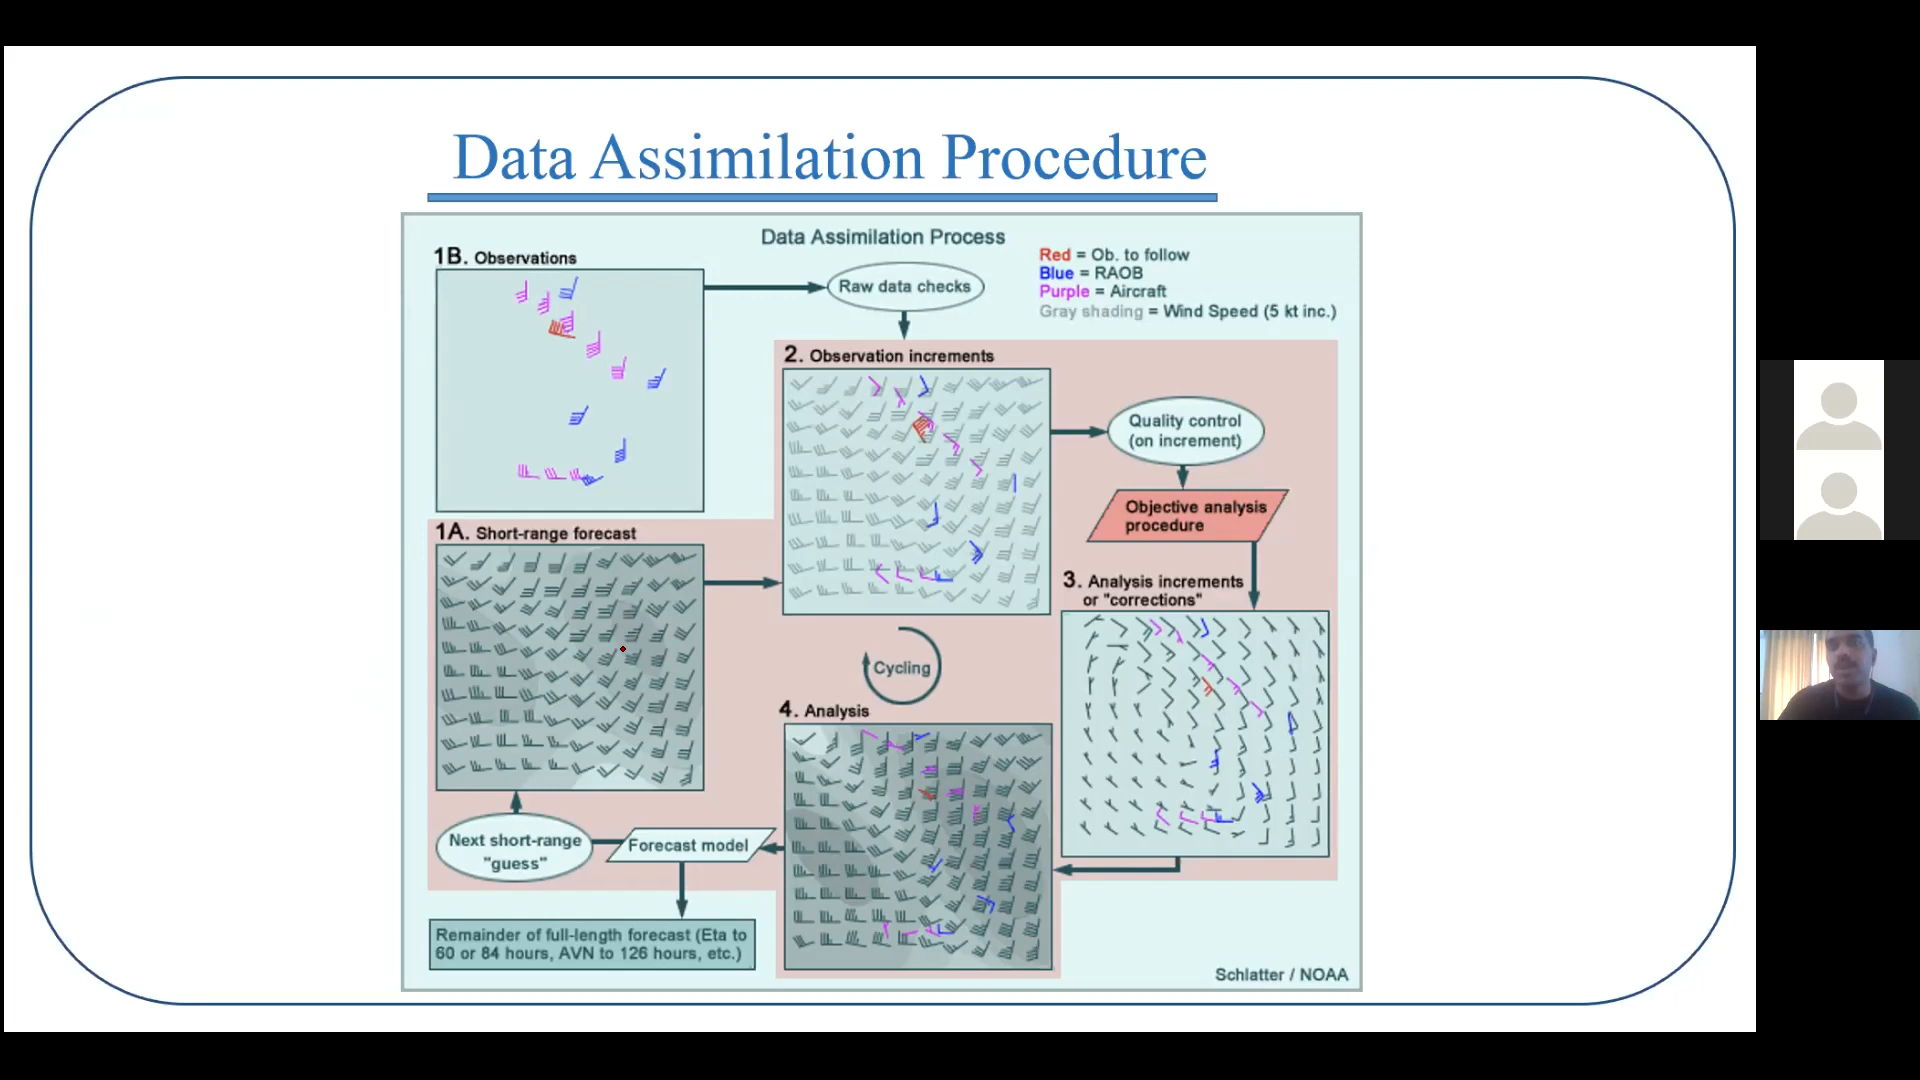 Data Assimilation Procedure
Data Assimilation Process
1B. Observations
Raw data checks
Red = Ob. to follow
Blue = RAOB
Purple = Aircraft
Gray shading = Wind Speed (5 kt inc.)
2. Observation increments
Quality control
(on increment)
Objective analysis
procedure
1A. Short-range forecast
3. Analysis increments
or "corrections"
Cycling
4. Analysis
Forecast model
Next short-range
"guess"
Remainder of full-length forecast (Eta to
60 or 84 hours, AVN to 126 hours, etc.)
Schlatter / NOAA